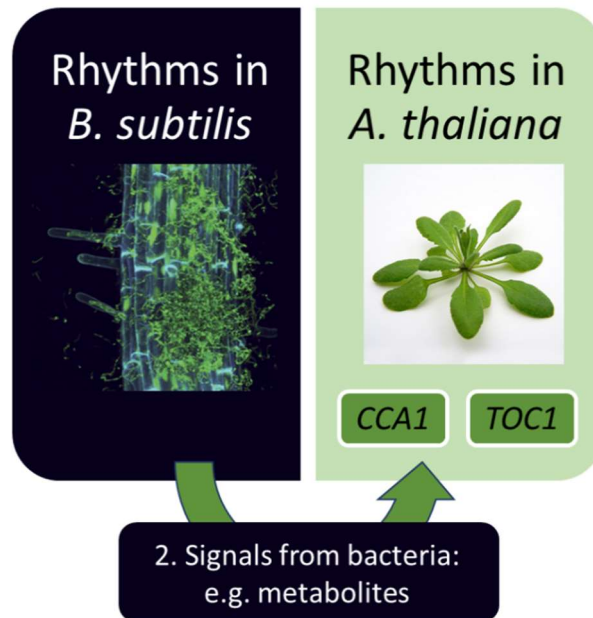 Rhythms in
B. subtilis
Rhythms in
A. thaliana
CCA1
TOC1
2. Signals from bacteria:
e.g. metabolites